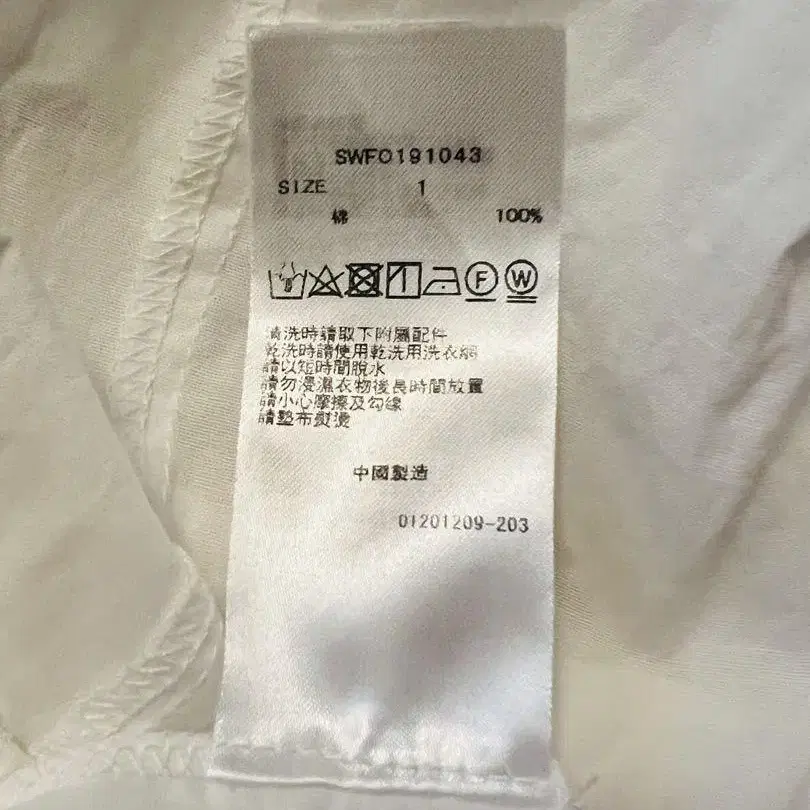 SWFO191043
SIZE 1
棉 100%
F W
請洗時請取下附屬配件
乾洗時請使用乾洗用洗衣網
請以短時間脫水
請勿浸濕衣物後長時間放置
請小心摩擦及勾線
請墊布熨燙
中國製造
01201209-203